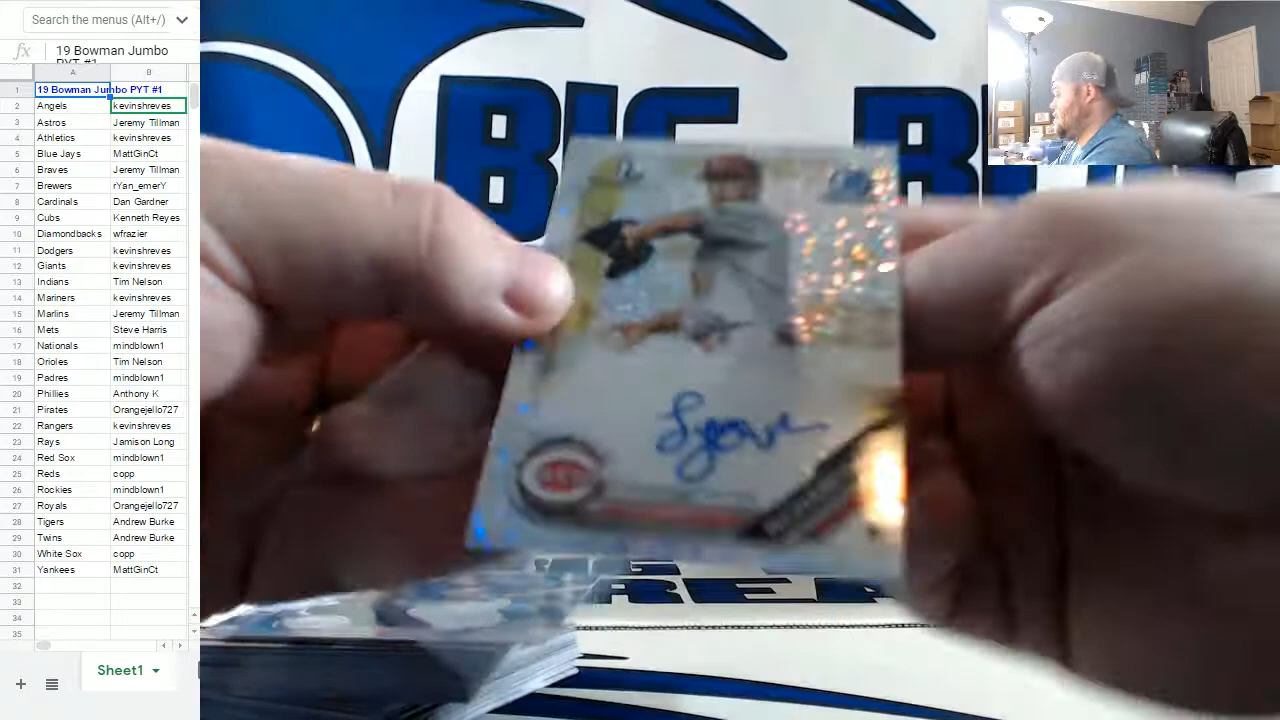 Search the menus (Alt+/)
fx 19 Bowman Jumbo
PYT #1
A B
1 19 Bowman Jumbo PYT #1
2 Angels kevinshreves
3 Astros Jeremy Tillman
4 Athletics kevinshreves
5 Blue Jays MattGinCt
6 Braves Jeremy Tillman
7 Brewers rYan_emerY
8 Cardinals Dan Gardner
9 Cubs Kenneth Reyes
10 Diamondbacks wfrazier
11 Dodgers kevinshreves
12 Giants kevinshreves
13 Indians Tim Nelson
14 Mariners kevinshreves
15 Marlins Jeremy Tillman
16 Mets Steve Harris
17 Nationals mindblown1
18 Orioles Tim Nelson
19 Padres mindblown1
20 Phillies Anthony K
21 Pirates Orangejello727
22 Rangers kevinshreves
23 Rays Jamison Long
24 Red Sox mindblown1
25 Reds copp
26 Rockies mindblown1
27 Royals Orangejello727
28 Tigers Andrew Burke
29 Twins Andrew Burke
30 White Sox copp
31 Yankees MattGinCt
32
33
34
35
Sheet1
BIG